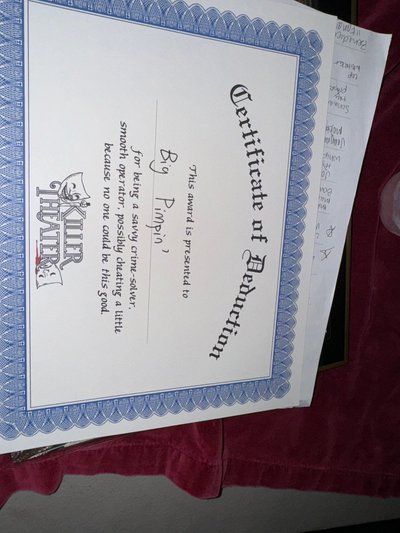 Certificate of Deduction
This award is presented to
Big Pimpin'
for being a savvy crime-solver,
smooth operator, possibly cheating a little
because no one could be this good.
KILLER
THEATER